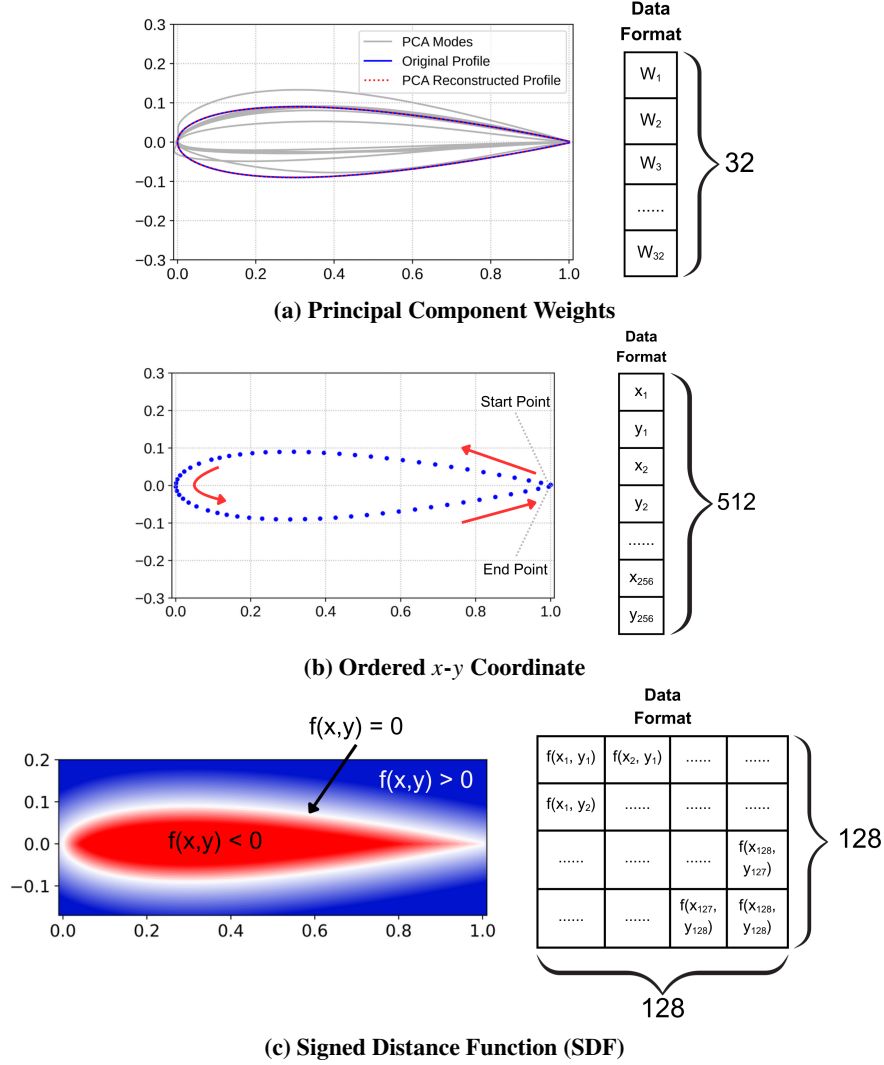 Data
Format
0.3
0.2
0.1
0.0
−0.1
−0.2
−0.3
0.0 0.2 0.4 0.6 0.8 1.0
PCA Modes
Original Profile
PCA Reconstructed Profile
W1
W2
W3
......
W32
32
(a) Principal Component Weights
Data
Format
0.3
0.2
0.1
0.0
−0.1
−0.2
−0.3
0.0 0.2 0.4 0.6 0.8 1.0
Start Point
End Point
x1
y1
x2
y2
......
x256
y256
512
(b) Ordered x-y Coordinate
Data
Format
f(x,y) = 0
0.2
0.1
0.0
−0.1
0.0 0.2 0.4 0.6 0.8 1.0
f(x,y) > 0
f(x,y) < 0
f(x1, y1) f(x2, y1) ...... ......
f(x1, y2) ...... ...... ......
...... ...... ...... f(x128,
y127)
...... ...... f(x127, f(x128,
y128) y128)
128
128
(c) Signed Distance Function (SDF)